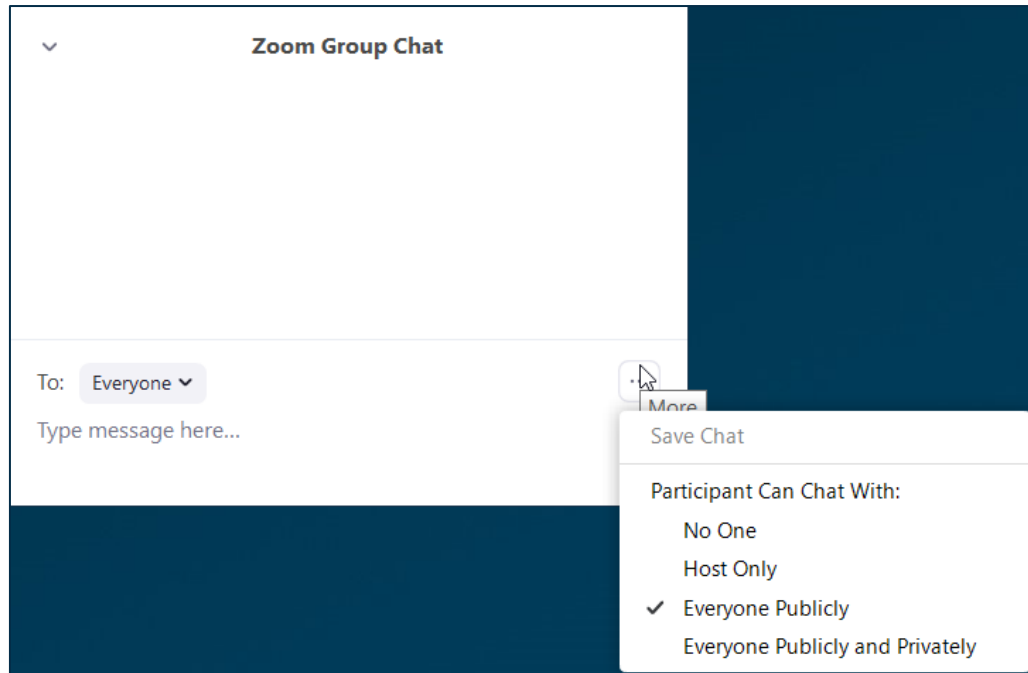 Zoom Group Chat
To: Everyone
More
Type message here...
Save Chat
Participant Can Chat With:
No One
Host Only
Everyone Publicly
Everyone Publicly and Privately